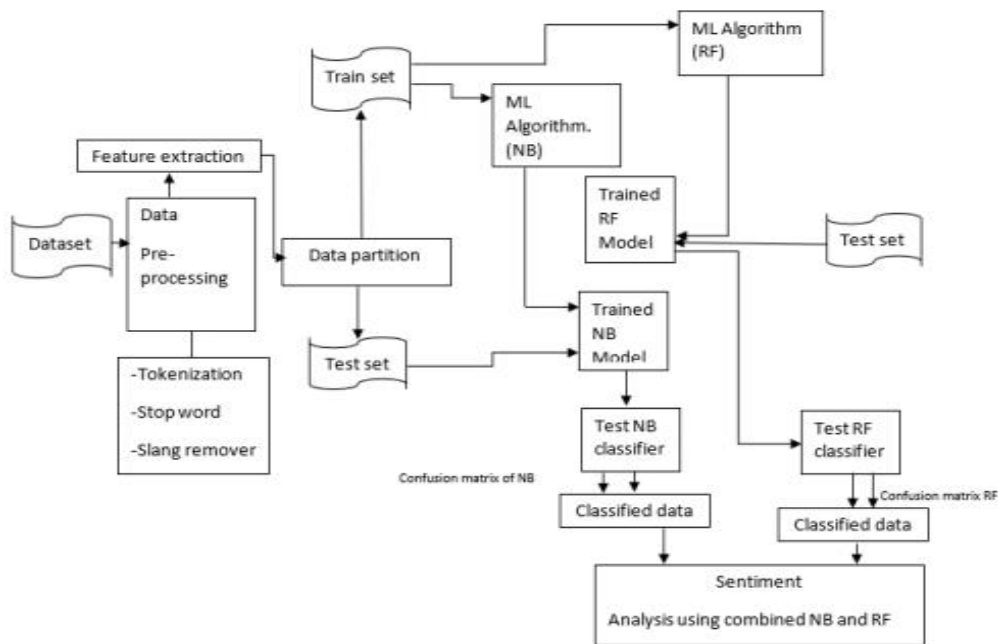 ML Algorithm
(RF)
Train set
ML
Algorithm.
(NB)
Feature extraction
Trained
RF
Model
Test set
Dataset
Data
Pre-
processing
Data partition
Trained
NB
Model
Test set
-Tokenization
-Stop word
-Slang remover
Test NB
classifier
Test RF
classifier
Confusion matrix of NB
Confusion matrix RF
Classified data
Classified data
Sentiment
Analysis using combined NB and RF